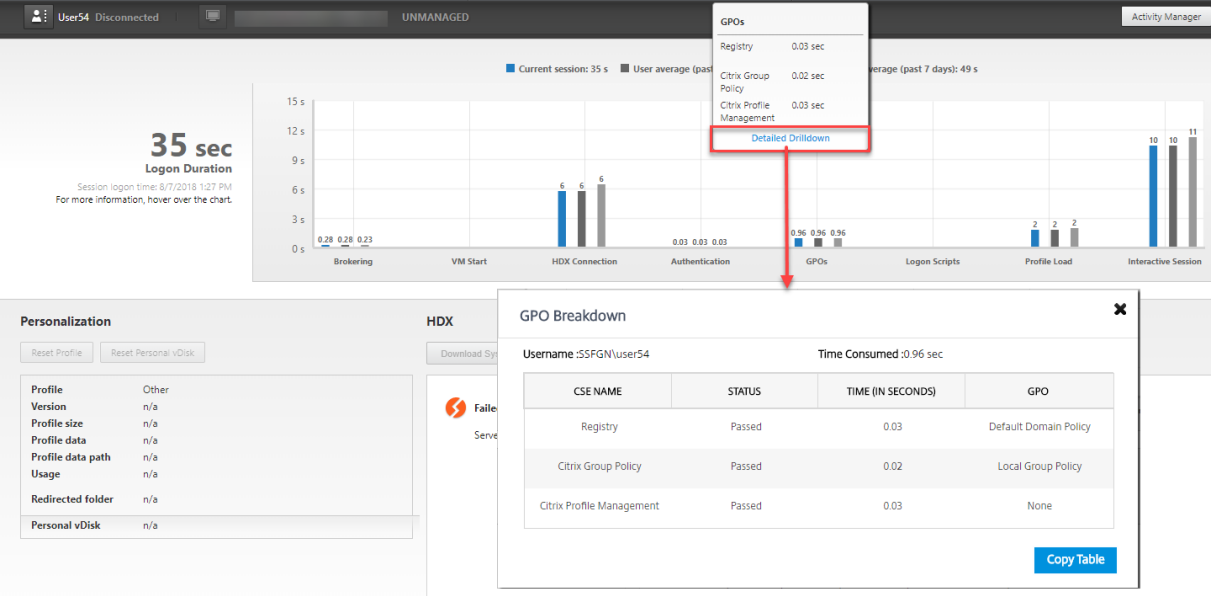 User54 Disconnected
UNMANAGED
Activity Manager
GPOs
Registry 0.03 sec
Citrix Group Policy 0.02 sec
Citrix Profile Management 0.03 sec
Detailed Drilldown
Current session: 35 s User average (past verage (past 7 days): 49 s
35 sec
Logon Duration
Session logon time: 8/7/2018 1:27 PM
For more information, hover over the chart.
15 s
12 s
9 s
6 s
3 s
0 s
0.28 0.28 0.23
6 6 6
0.03 0.03 0.03
0.96 0.96 0.96
2 2 2
10 10 11
Brokering VM Start HDX Connection Authentication GPOs Logon Scripts Profile Load Interactive Session
Personalization
Reset Profile Reset Personal vDisk
Profile Other
Version n/a
Profile size n/a
Profile data n/a
Profile data path n/a
Usage n/a
Redirected folder n/a
Personal vDisk n/a
HDX
Download Sy
Faile
Serve
GPO Breakdown
Username :SSFGN\user54 Time Consumed :0.96 sec
CSE NAME STATUS TIME (IN SECONDS) GPO
Registry Passed 0.03 Default Domain Policy
Citrix Group Policy Passed 0.02 Local Group Policy
Citrix Profile Management Passed 0.03 None
Copy Table